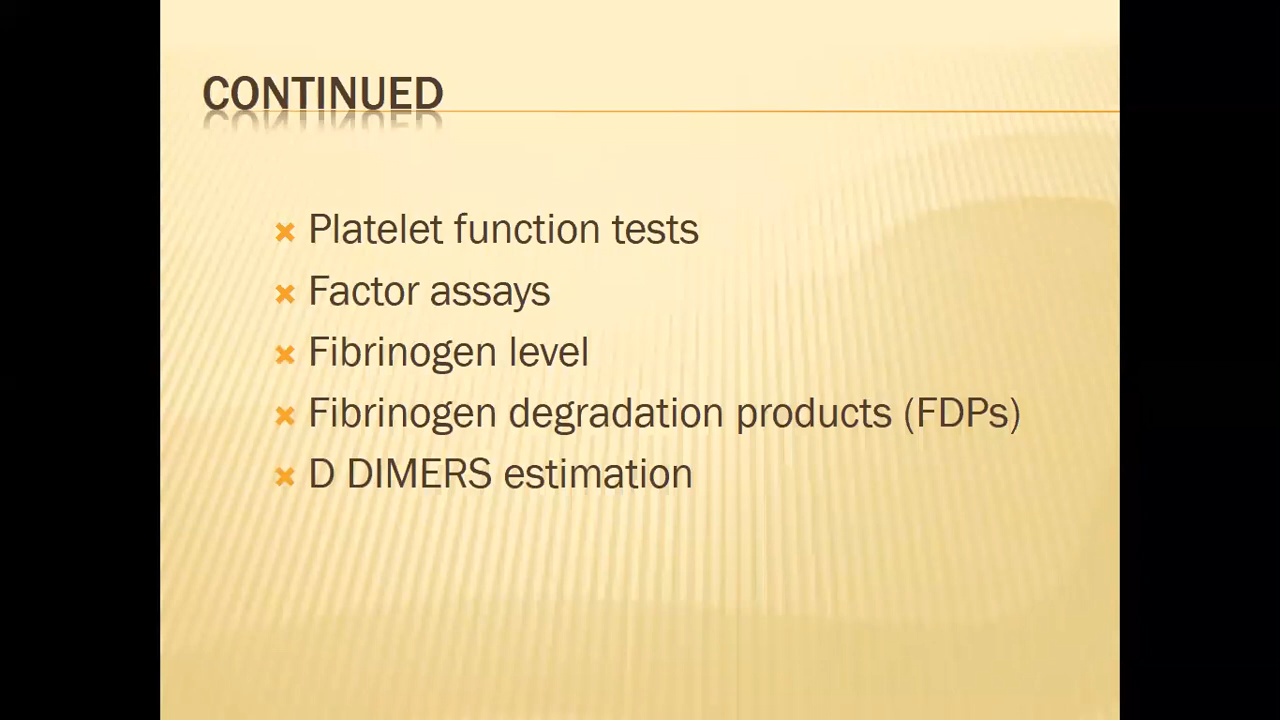 CONTINUED
Platelet function tests
Factor assays
Fibrinogen level
Fibrinogen degradation products (FDPs)
D DIMERS estimation